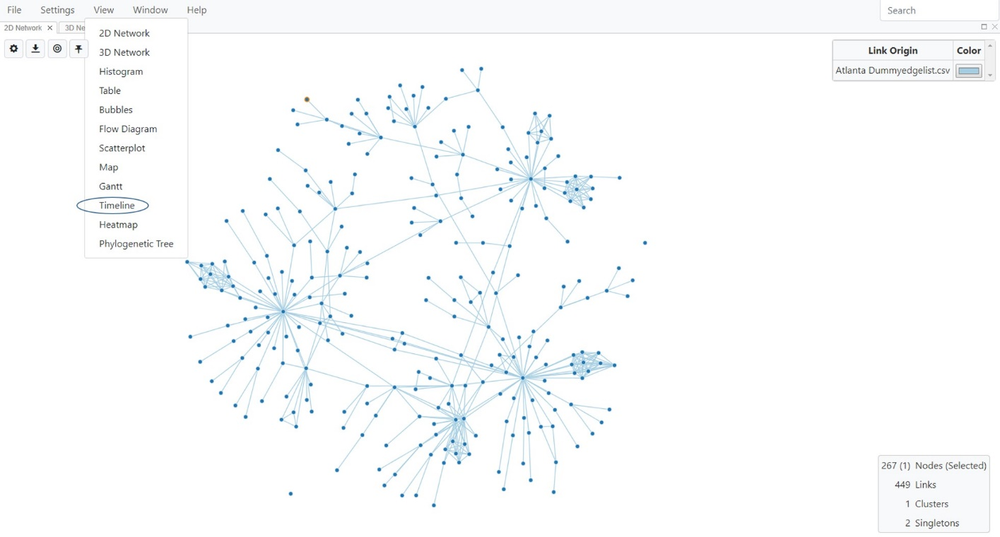 File Settings View Window Help Search
2D Network × 3D Ne
2D Network
3D Network
Histogram
Table
Bubbles
Flow Diagram
Scatterplot
Map
Gantt
Timeline
Heatmap
Phylogenetic Tree
Link Origin Color
Atlanta Dummyedgelist.csv
267 (1) Nodes (Selected)
449 Links
1 Clusters
2 Singletons